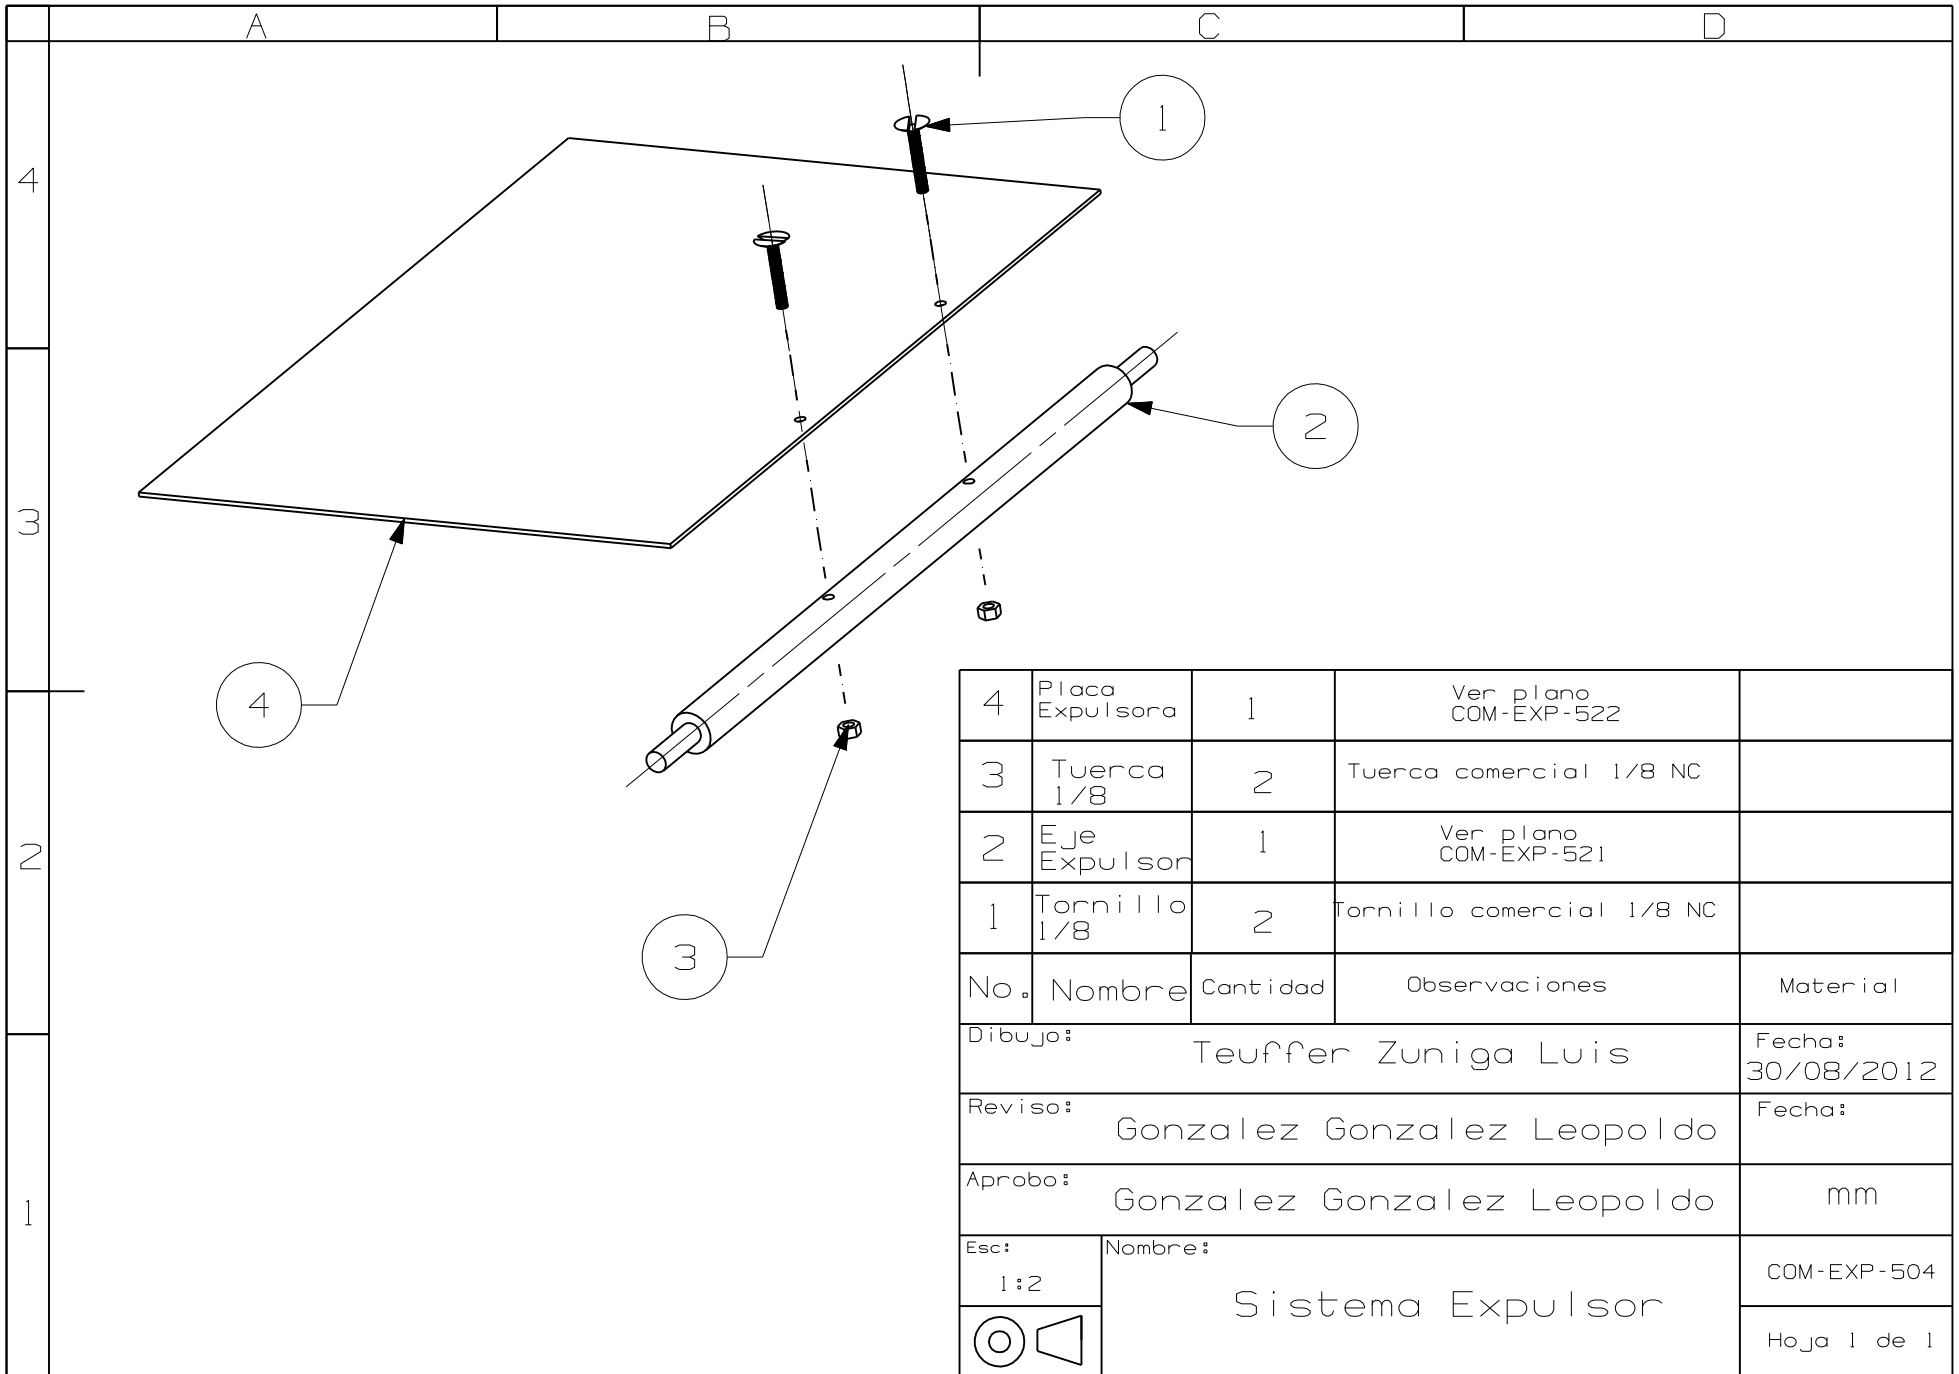 A B C D
4
3
2
1
1
2
4
3
4 Placa Expulsora 1 Ver plano
COM-EXP-522
3 Tuerca 1/8 2 Tuerca comercial 1/8 NC
2 Eje Expulsor 1 Ver plano
COM-EXP-521
1 Tornillo 1/8 2 Tornillo comercial 1/8 NC
No. Nombre Cantidad Observaciones Material
Dibujo: Teuffer Zuniga Luis Fecha:
30/08/2012
Reviso: Gonzalez Gonzalez Leopoldo Fecha:
Aprobo: Gonzalez Gonzalez Leopoldo mm
Esc: Nombre:
1:2 COM-EXP-504
Sistema Expulsor
Hoja 1 de 1